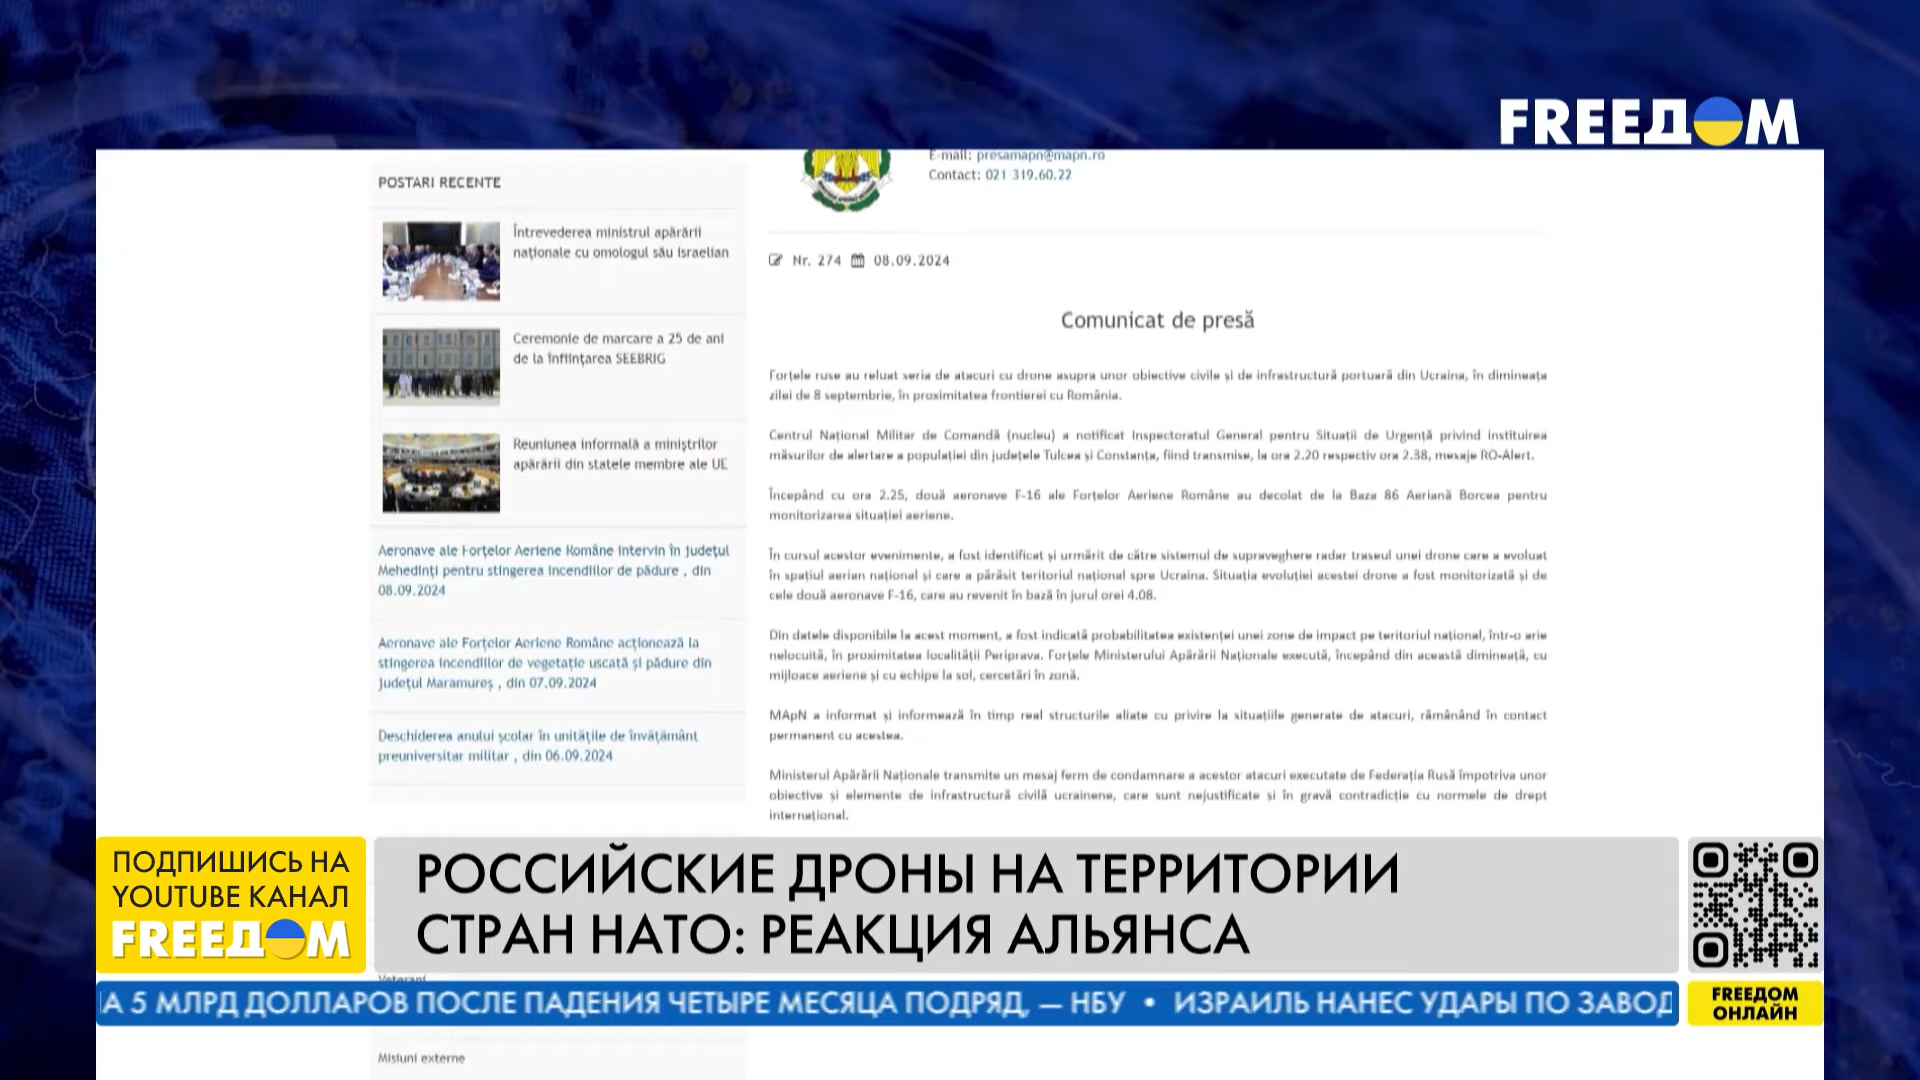 FREEДOM
POSTARI RECENTE
Întrevederea ministrul apărării
naționale cu omologul său israelian
Ceremonie de marcare a 25 de ani
de la înființarea SEEBRIG
Reuniunea informală a miniștrilor
apărării din statele membre ale UE
Aeronave ale Forțelor Aeriene Române intervin în județul
Mehedinți pentru stingerea incendiilor de pădure , din
08.09.2024
Aeronave ale Forțelor Aeriene Române acționează la
stingerea incendiilor de vegetație uscată și pădure din
județul Maramureș , din 07.09.2024
Deschiderea anului școlar în unitățile de învățământ
preuniversitar militar , din 06.09.2024
E-mail: presamapn@mapn.ro
Contact: 021 319.60.22
Nr. 274 08.09.2024
Comunicat de presă
Forțele ruse au reluat seria de atacuri cu drone asupra unor obiective civile și de infrastructură portuară din Ucraina, în dimineața
zilei de 8 septembrie, în proximitatea frontierei cu România.
Centrul Național Militar de Comandă (nucleu) a notificat Inspectoratul General pentru Situații de Urgență privind instituirea
măsurilor de alertare a populației din județele Tulcea și Constanța, fiind transmise, la ora 2.20 respectiv ora 2.38, mesaje RO-Alert.
Începând cu ora 2.25, două aeronave F-16 ale Forțelor Aeriene Române au decolat de la Baza 86 Aeriană Borcea pentru
monitorizarea situației aeriene.
În cursul acestor evenimente, a fost identificat și urmărit de către sistemul de supraveghere radar traseul unei drone care a evoluat
în spațiul aerian național și care a părăsit teritoriul național spre Ucraina. Situația evoluției acestei drone a fost monitorizată și de
cele două aeronave F-16, care au revenit în bază în jurul orei 4.08.
Din datele disponibile la acest moment, a fost indicată probabilitatea existenței unei zone de impact pe teritoriul național, într-o arie
nelocuită, în proximitatea localității Periprava. Forțele Ministerului Apărării Naționale execută, începând din această dimineață, cu
mijloace aeriene și cu echipe la sol, cercetări în zonă.
MApN a informat și informează în timp real structurile aliate cu privire la situațiile generate de atacuri, rămânând în contact
permanent cu acestea.
Ministerul Apărării Naționale transmite un mesaj ferm de condamnare a acestor atacuri executate de Federația Rusă împotriva unor
obiective și elemente de infrastructură civilă ucrainene, care sunt nejustificate și în gravă contradicție cu normele de drept
internațional.
ПОДПИШИСЬ НА
YOUTUBE КАНАЛ
FREEДOM
РОССИЙСКИЕ ДРОНЫ НА ТЕРРИТОРИИ
СТРАН НАТО: РЕАКЦИЯ АЛЬЯНСА
Veterani
НА 5 МЛРД ДОЛЛАРОВ ПОСЛЕ ПАДЕНИЯ ЧЕТЫРЕ МЕСЯЦА ПОДРЯД, — НБУ • ИЗРАИЛЬ НАНЕС УДАРЫ ПО ЗАВОД
FREEДОМ
ОНЛАЙН
Misiuni externe